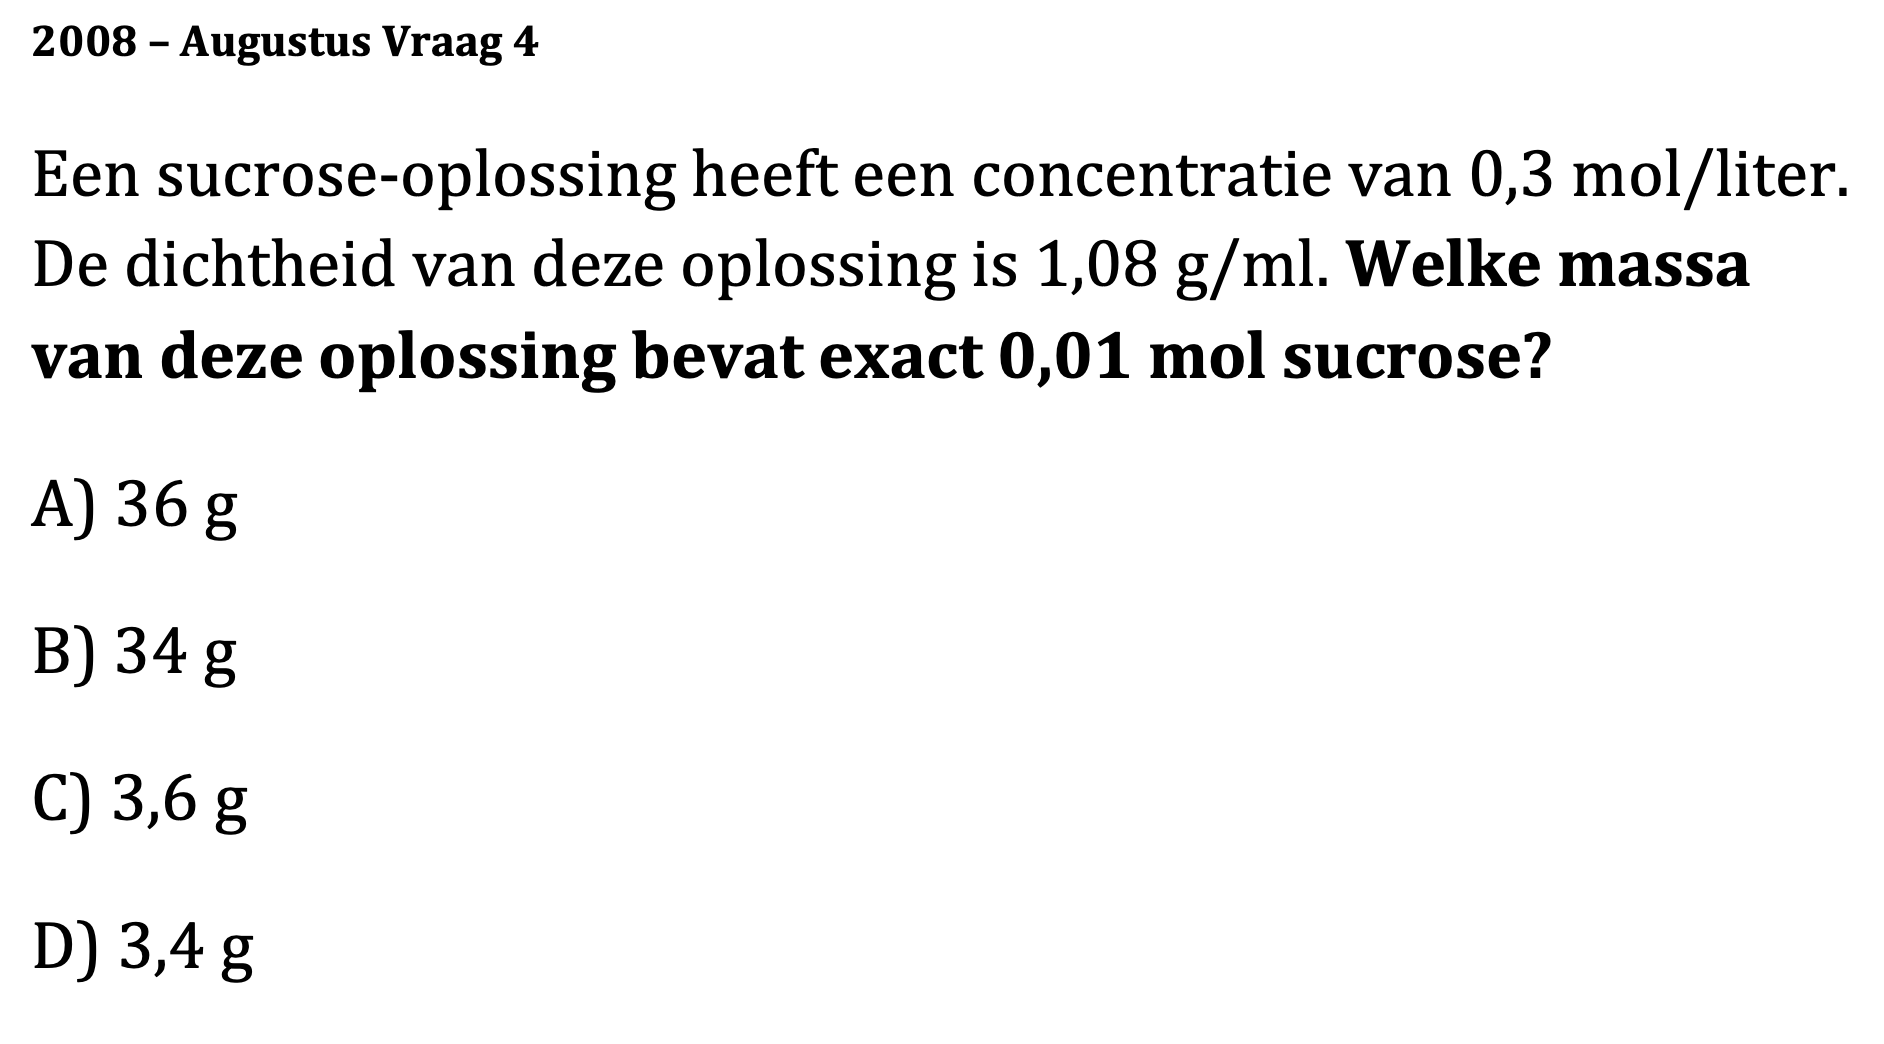 2008 – Augustus Vraag 4
Een sucrose-oplossing heeft een concentratie van 0,3 mol/liter.
De dichtheid van deze oplossing is 1,08 g/ml. Welke massa
van deze oplossing bevat exact 0,01 mol sucrose?
A) 36 g
B) 34 g
C) 3,6 g
D) 3,4 g